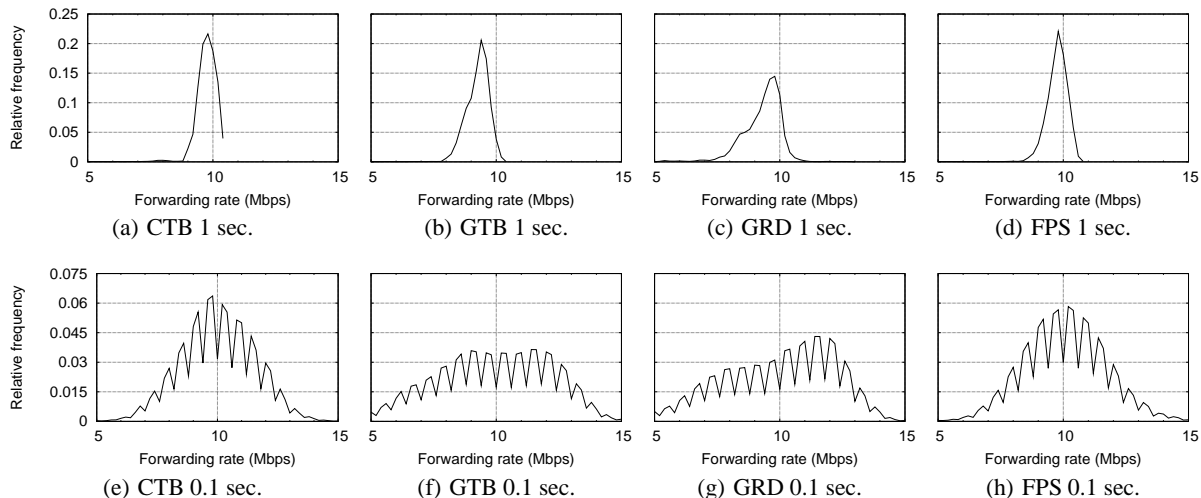 Relative frequency
0.25
0.2
0.15
0.1
0.05
0
5 10 15
Forwarding rate (Mbps)
(a) CTB 1 sec.
5 10 15
Forwarding rate (Mbps)
(b) GTB 1 sec.
5 10 15
Forwarding rate (Mbps)
(c) GRD 1 sec.
5 10 15
Forwarding rate (Mbps)
(d) FPS 1 sec.
Relative frequency
0.075
0.06
0.045
0.03
0.015
0
5 10 15
Forwarding rate (Mbps)
(e) CTB 0.1 sec.
5 10 15
Forwarding rate (Mbps)
(f) GTB 0.1 sec.
5 10 15
Forwarding rate (Mbps)
(g) GRD 0.1 sec.
5 10 15
Forwarding rate (Mbps)
(h) FPS 0.1 sec.